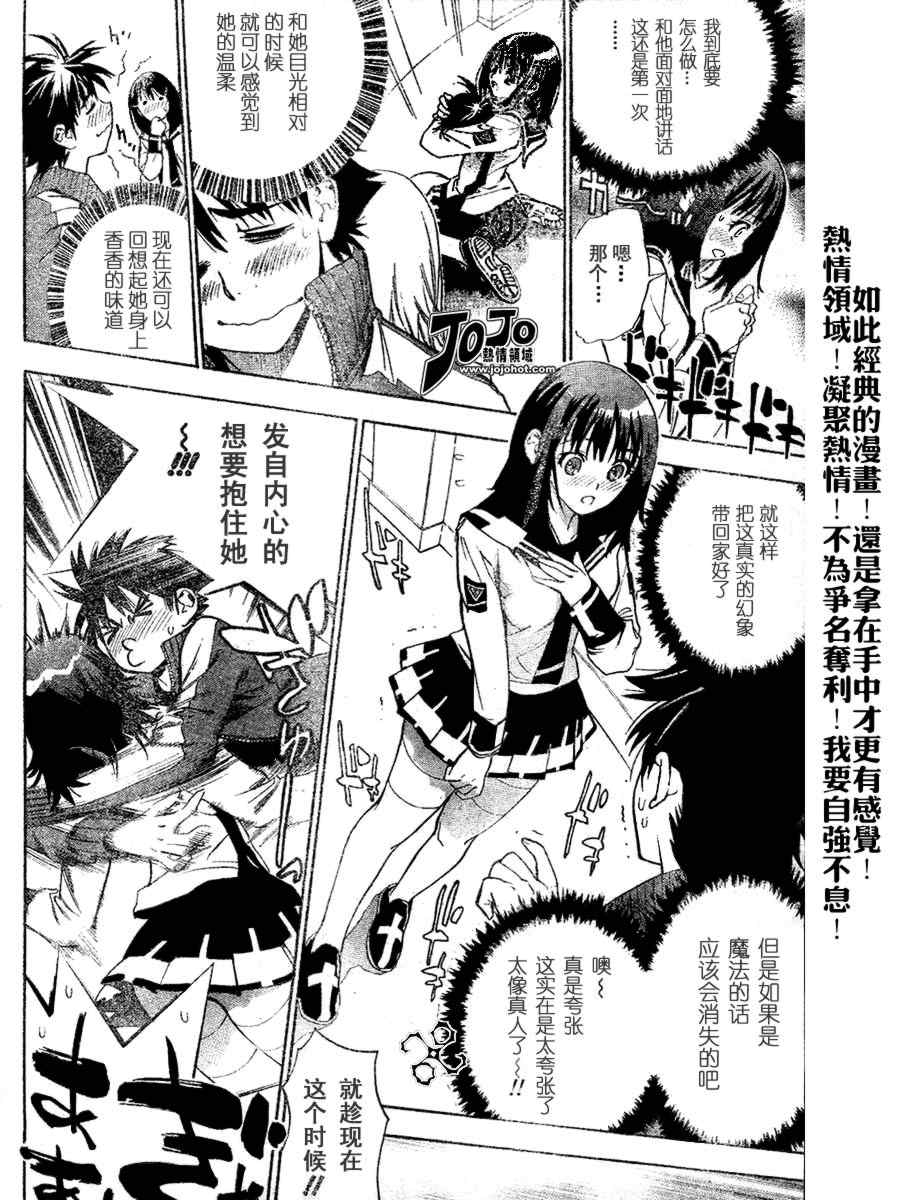 我到底要
怎么做…
和他面对面地讲话
这还是第一次
……
嗯…
那个…
ドキドキ
和她目光相对
的时候
就可以感觉到
她的温柔
现在还可以
回想起她身上
香香的味道
JOJO
熱情領域
www.jojohot.com
就这样
把这真实的幻象
带回家好了
但是如果是
魔法的话
应该会消失的吧
噢~
真是夸张
这实在是太夸张了
太像真人了~!!
发自内心的
想要抱住她
~!!!
就趁现在
这个时候!!
如此經典的漫畫！還是拿在手中才更有感覺！
熱情領域！凝聚熱情！不為爭名奪利！我要自強不息！